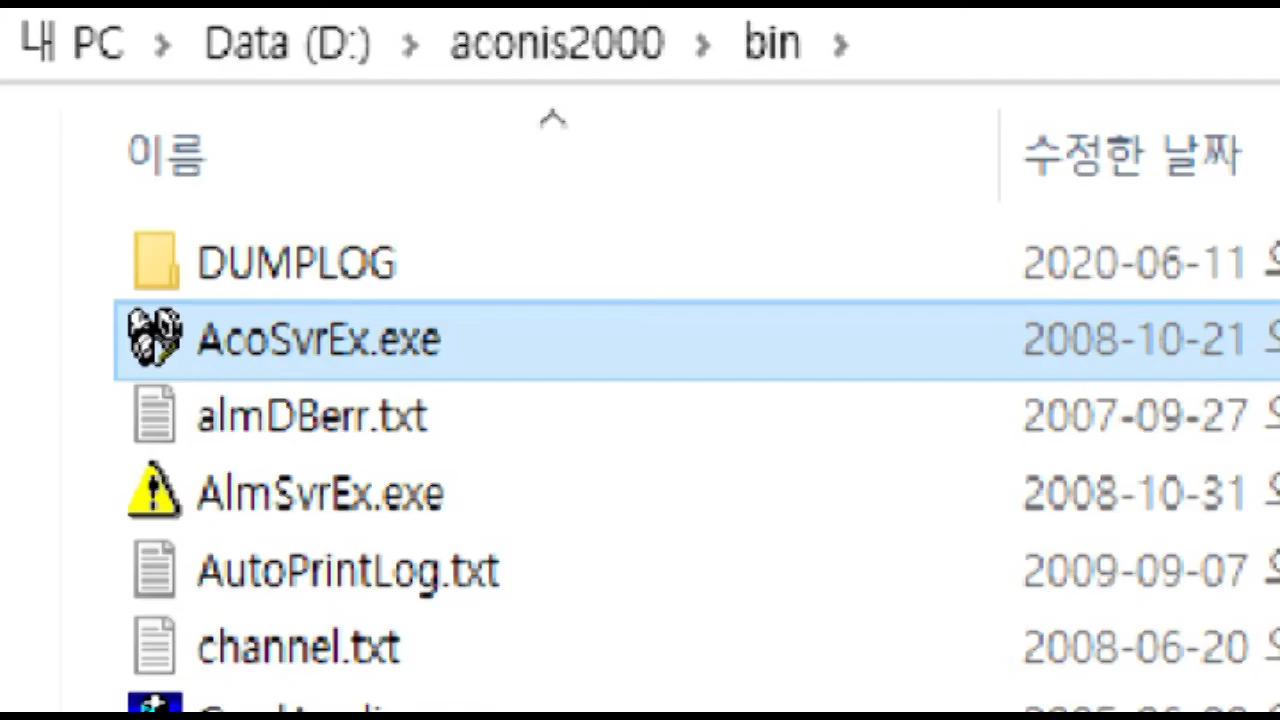 내 PC > Data (D:) > aconis2000 > bin >
이름 수정한 날짜
DUMPLOG 2020-06-11
AcoSvrEx.exe 2008-10-21
almDBerr.txt 2007-09-27
AlmSvrEx.exe 2008-10-31
AutoPrintLog.txt 2009-09-07
channel.txt 2008-06-20